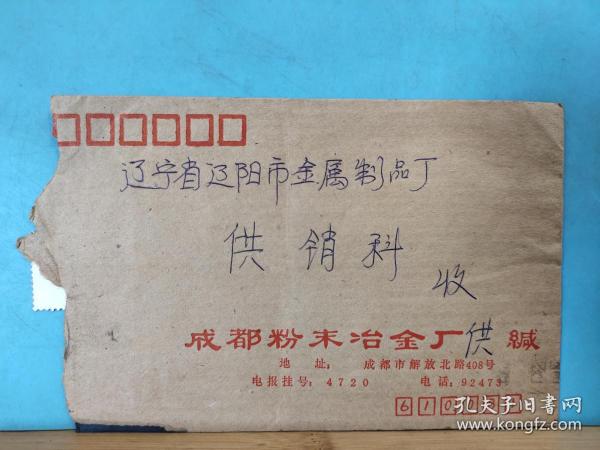 辽宁省辽阳市金属制品厂
供销科
收
成都粉末冶金厂供缄
地址：成都市解放北路408号
电报挂号：4720 电话：92473
孔夫子旧书网
www.kongfz.com